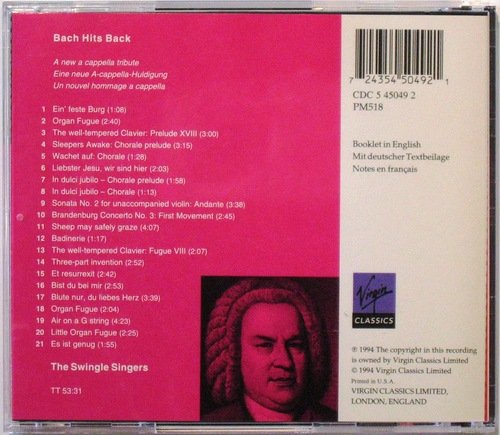 Bach Hits Back
A new a cappella tribute
Eine neue A-cappella-Huldigung
Un nouvel hommage a cappella
1 Ein' feste Burg (1:08)
2 Organ Fugue (2:40)
3 The well-tempered Clavier: Prelude XVIII (3:00)
4 Sleepers Awake: Chorale prelude (3:15)
5 Wachet auf: Chorale (1:28)
6 Liebster Jesu, wir sind hier (2:03)
7 In dulci jubilo – Chorale prelude (1:58)
8 In dulci jubilo – Chorale (1:13)
9 Sonata No. 2 for unaccompanied violin: Andante (3:38)
10 Brandenburg Concerto No. 3: First Movement (2:45)
11 Sheep may safely graze (4:07)
12 Badinerie (1:17)
13 The well-tempered Clavier: Fugue VIII (2:07)
14 Three-part invention (2:52)
15 Et resurrexit (2:42)
16 Bist du bei mir (2:53)
17 Blute nur, du liebes Herz (3:39)
18 Organ Fugue (2:04)
19 Air on a G string (4:23)
20 Little Organ Fugue (2:25)
21 Es ist genug (1:55)
The Swingle Singers
TT 53:31
7 24354 50492 1
CDC 5 45049 2
PM518
Booklet in English
Mit deutscher Textbeilage
Notes en français
Virgin
CLASSICS
℗ 1994 The copyright in this recording
is owned by Virgin Classics Limited
© 1994 Virgin Classics Limited
Printed in U.S.A.
VIRGIN CLASSICS LIMITED,
LONDON, ENGLAND